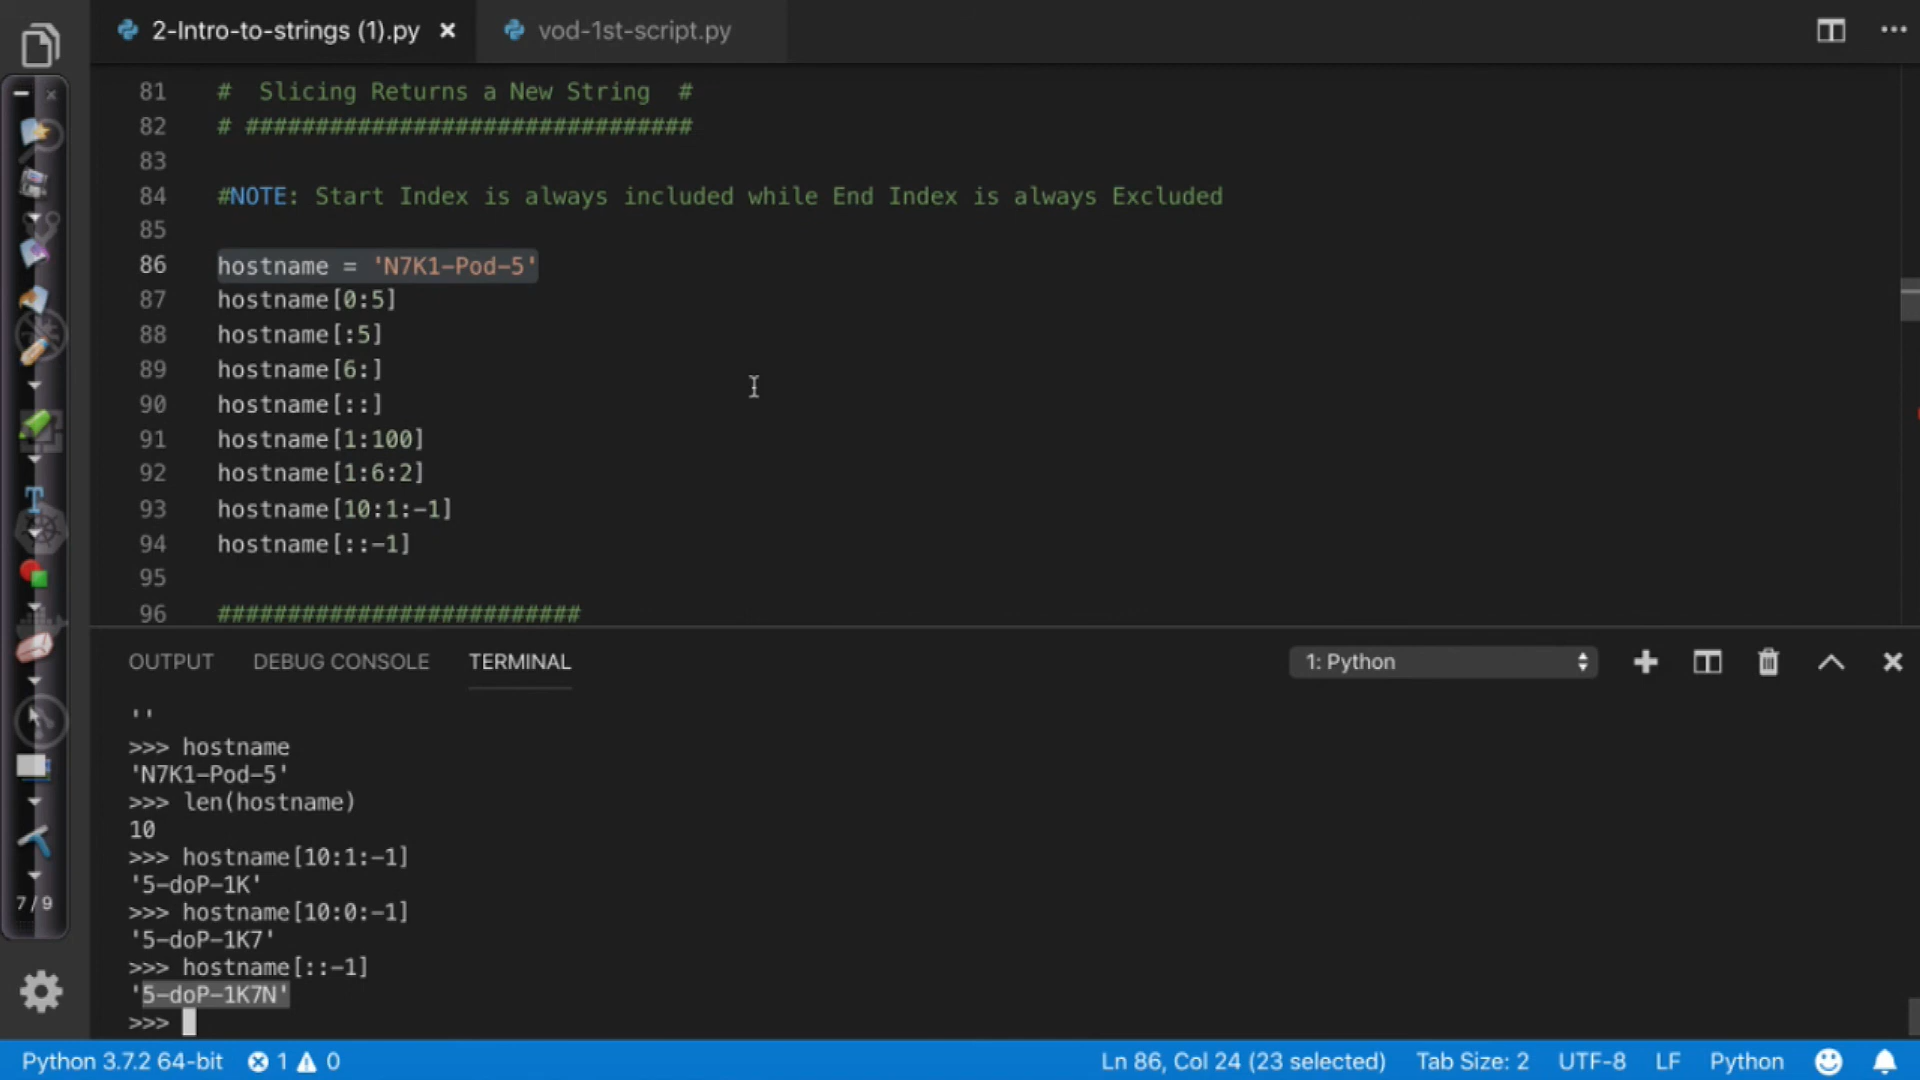 2-Intro-to-strings (1).py
vod-1st-script.py
81 # Slicing Returns a New String #
82 # ################################
83
84 #NOTE: Start Index is always included while End Index is always Excluded
85
86 hostname = 'N7K1-Pod-5'
87 hostname[0:5]
88 hostname[:5]
89 hostname[6:]
90 hostname[::]
91 hostname[1:100]
92 hostname[1:6:2]
93 hostname[10:1:-1]
94 hostname[::-1]
95
96 ##########################
OUTPUT DEBUG CONSOLE TERMINAL 1: Python
''
>>> hostname
'N7K1-Pod-5'
>>> len(hostname)
10
>>> hostname[10:1:-1]
'5-doP-1K'
>>> hostname[10:0:-1]
'5-doP-1K7'
>>> hostname[::-1]
'5-doP-1K7N'
>>>
T
7/9
Python 3.7.2 64-bit 1 0 Ln 86, Col 24 (23 selected) Tab Size: 2 UTF-8 LF Python